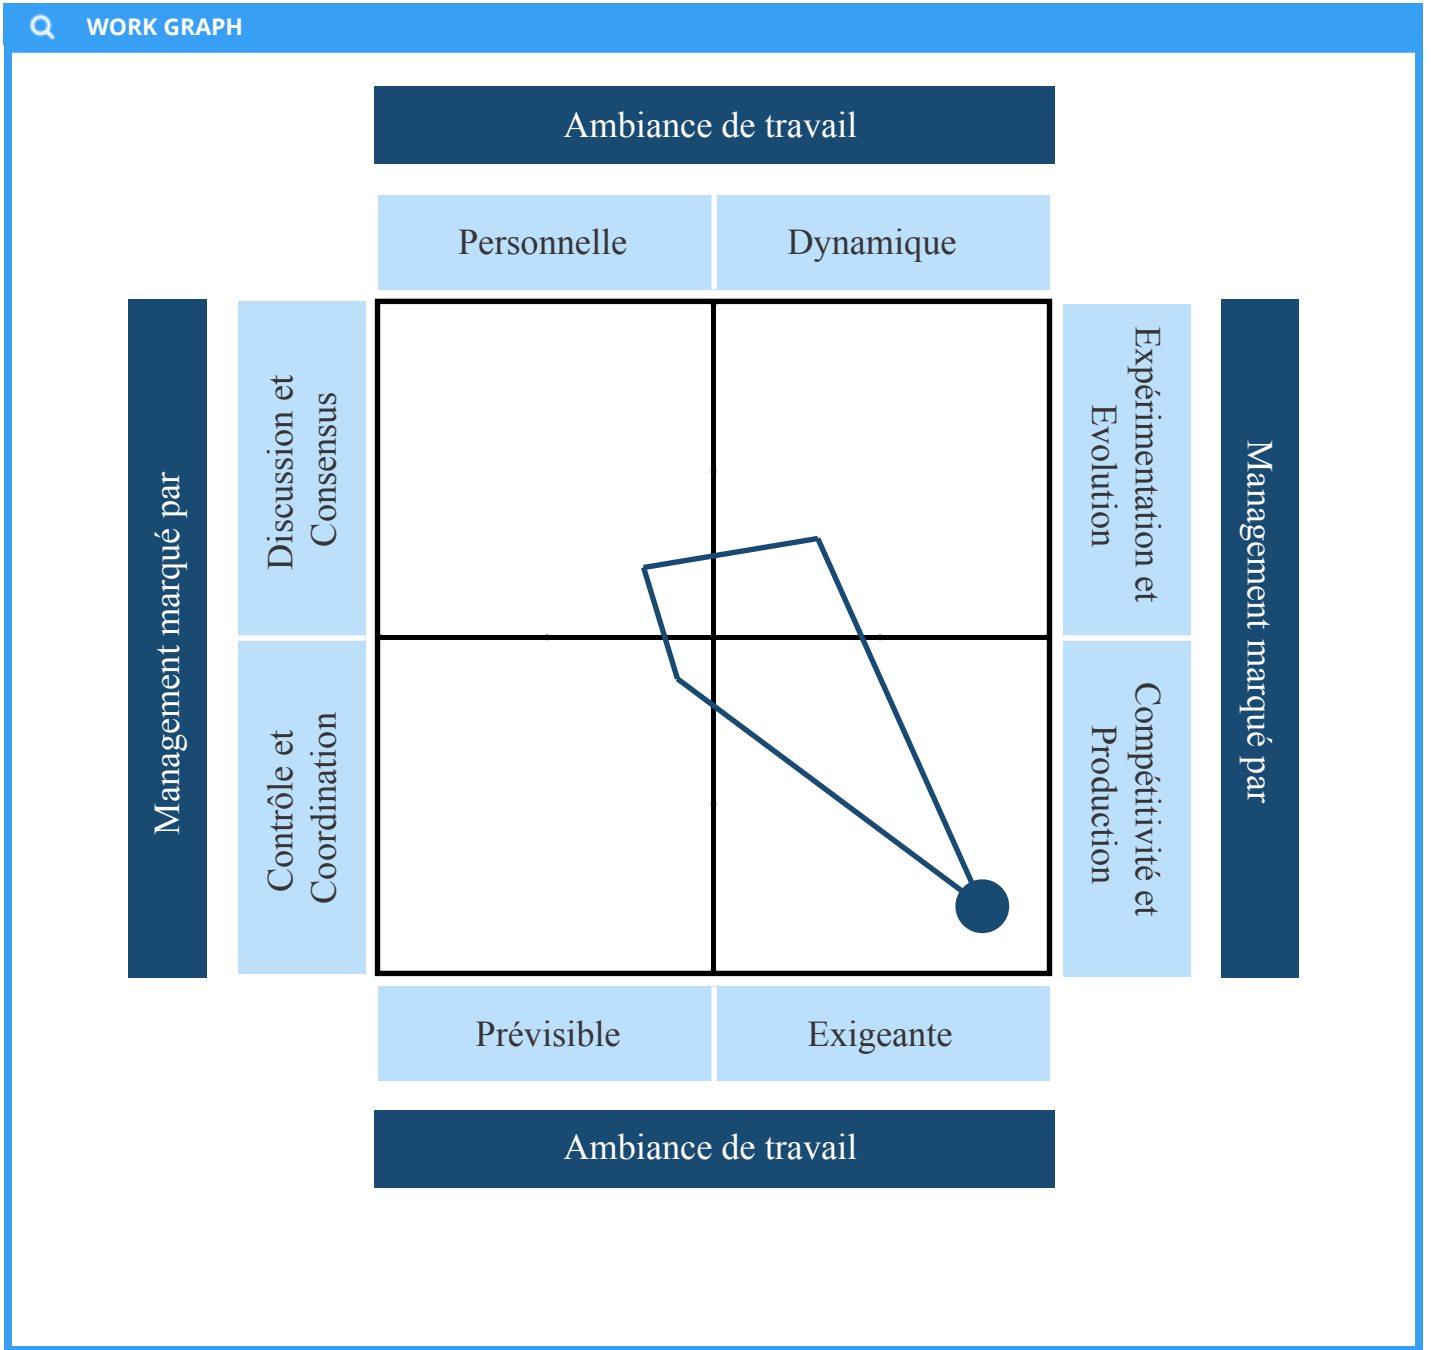 WORK GRAPH
Ambiance de travail
Personnelle
Dynamique
Management marqué par
Discussion et
Consensus
Expérimentation et
Evolution
Management marqué par
Contrôle et
Coordination
Compétitivité et
Production
Prévisible
Exigeante
Ambiance de travail